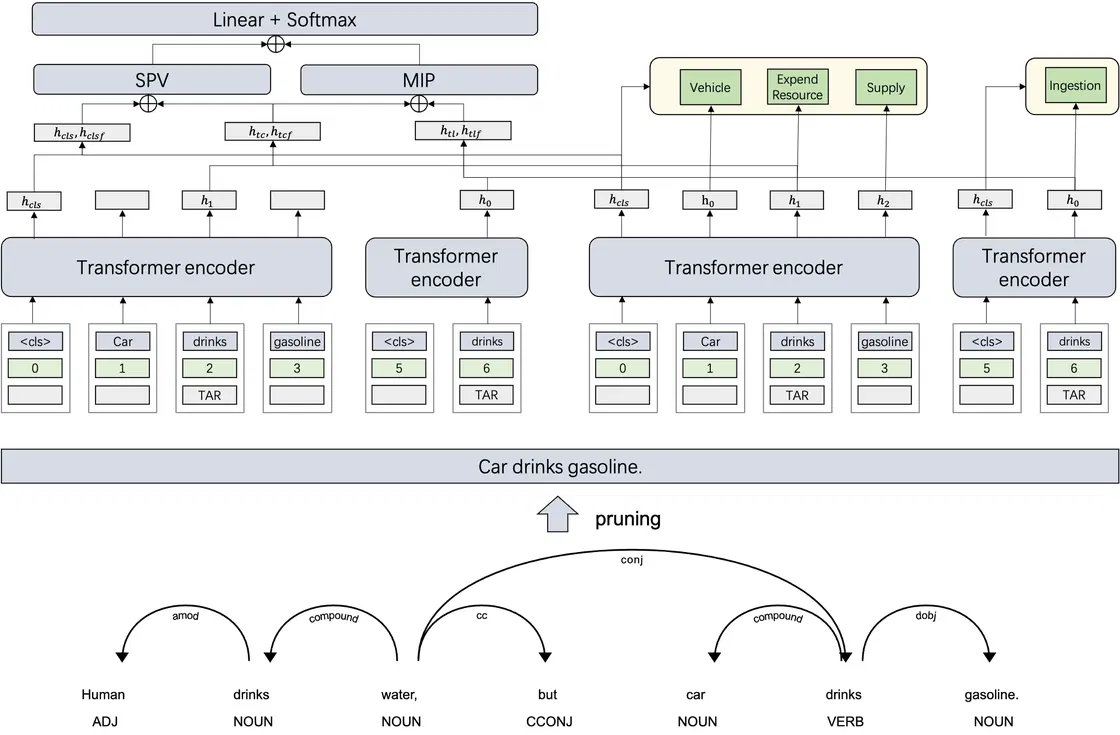 Linear + Softmax
SPV
MIP
Vehicle
Expend
Resource
Supply
Ingestion
h_cls, h_clsf
h_tc, h_tcf
h_tl, h_tlf
h_cls
h_1
h_0
h_cls
h_0
h_1
h_2
h_cls
h_0
Transformer encoder
Transformer
encoder
Transformer encoder
Transformer
encoder
<cls>
Car
drinks
gasoline
<cls>
drinks
<cls>
Car
drinks
gasoline
<cls>
drinks
0
1
2
3
5
6
0
1
2
3
5
6
TAR
TAR
TAR
TAR
Car drinks gasoline.
pruning
conj
amod
compound
cc
compound
dobj
Human drinks water, but car drinks gasoline.
ADJ NOUN NOUN CCONJ NOUN VERB NOUN